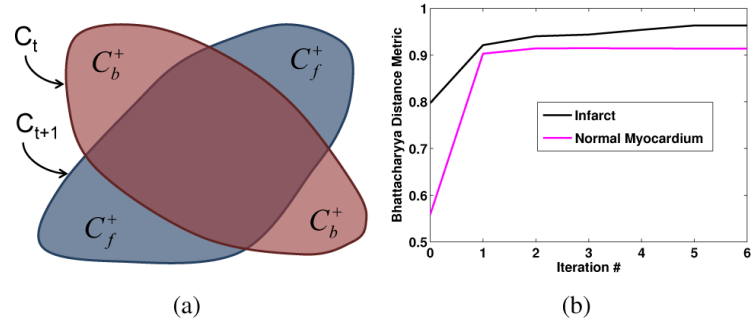 C_t
C_b^+
C_f^+
C_{t+1}
C_f^+
C_b^+
(a)
Bhattacharyya Distance Metric
1
0.9
0.8
0.7
0.6
0.5
Infarct
Normal Myocardium
0 1 2 3 4 5 6
Iteration #
(b)